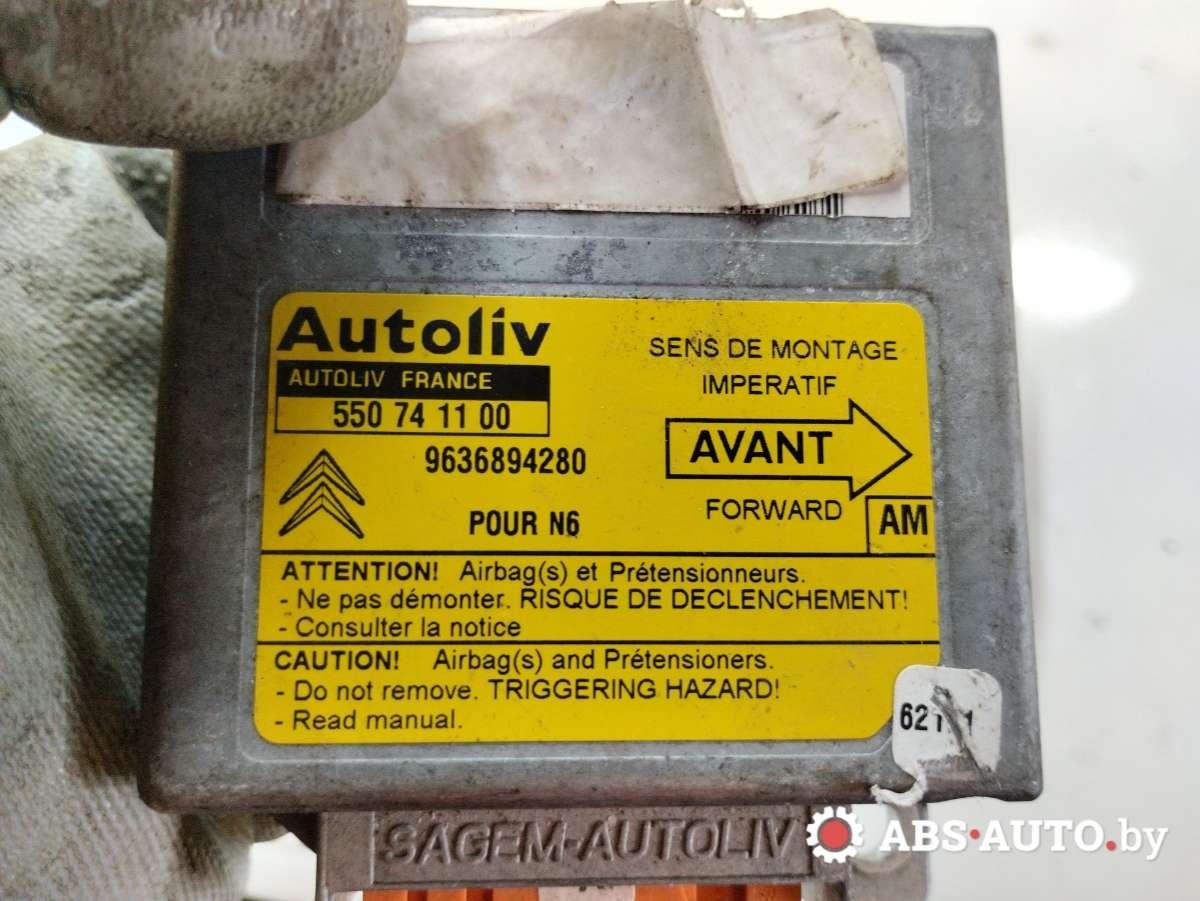 Autoliv
AUTOLIV FRANCE
550 74 11 00
9636894280
POUR N6
SENS DE MONTAGE
IMPERATIF
AVANT
FORWARD
AM
ATTENTION! Airbag(s) et Prétensionneurs.
- Ne pas démonter. RISQUE DE DECLENCHEMENT!
- Consulter la notice
CAUTION! Airbag(s) and Prétensioners.
- Do not remove. TRIGGERING HAZARD!
- Read manual.
SAGEM-AUTOLIV
ABS-AUTO.by